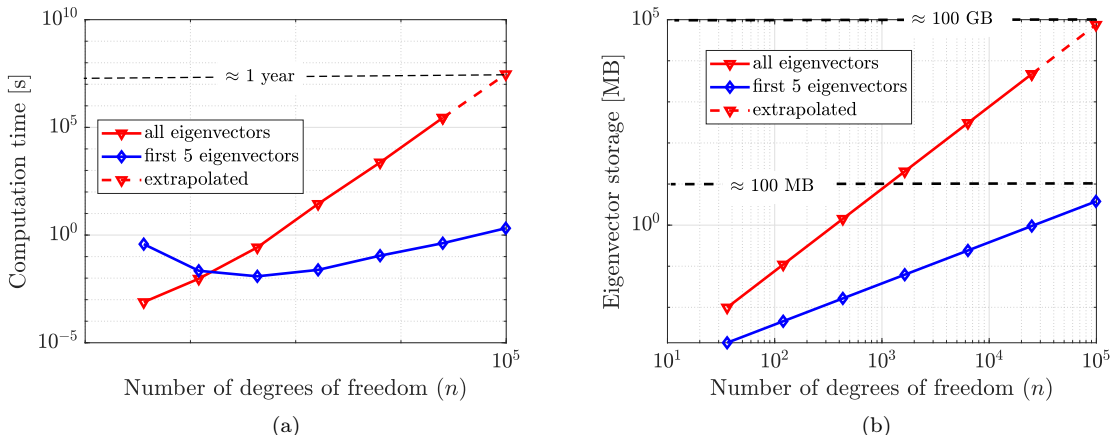 10^10
10^5
10^0
10^-5
Computation time [s]
≈ 1 year
all eigenvectors
first 5 eigenvectors
extrapolated
10^5
Number of degrees of freedom (n)
(a)
10^5
10^0
Eigenvector storage [MB]
≈ 100 GB
all eigenvectors
first 5 eigenvectors
extrapolated
≈ 100 MB
10^1 10^2 10^3 10^4 10^5
Number of degrees of freedom (n)
(b)